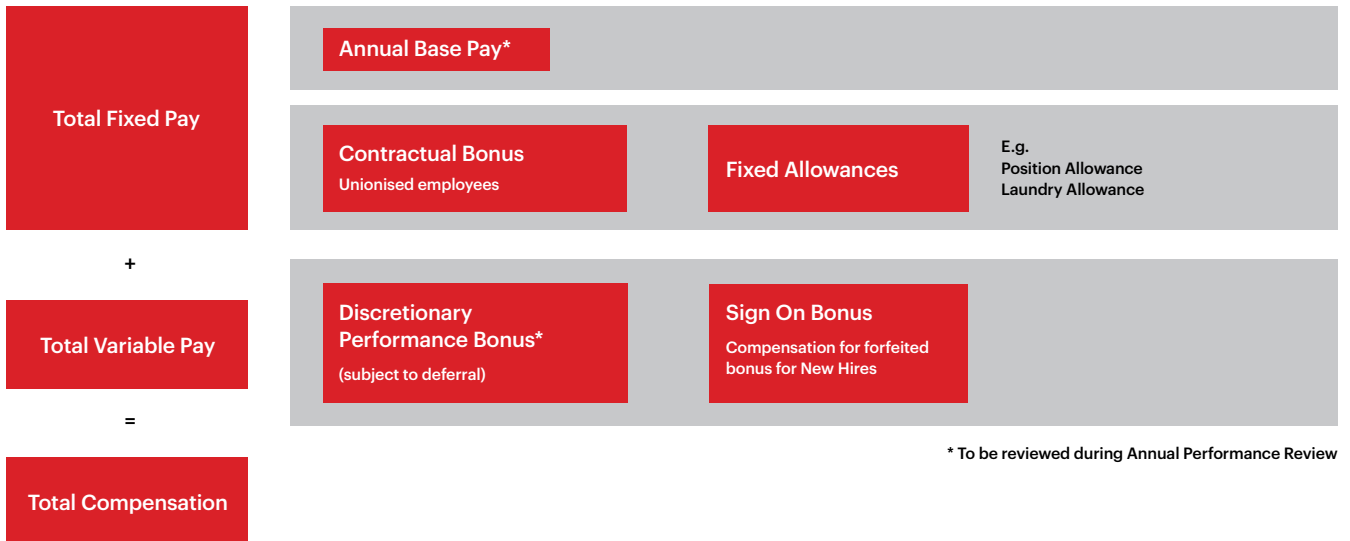 Total Fixed Pay
Annual Base Pay*
Contractual Bonus
Unionised employees
Fixed Allowances
E.g.
Position Allowance
Laundry Allowance
+
Total Variable Pay
Discretionary
Performance Bonus*
(subject to deferral)
Sign On Bonus
Compensation for forfeited
bonus for New Hires
=
* To be reviewed during Annual Performance Review
Total Compensation